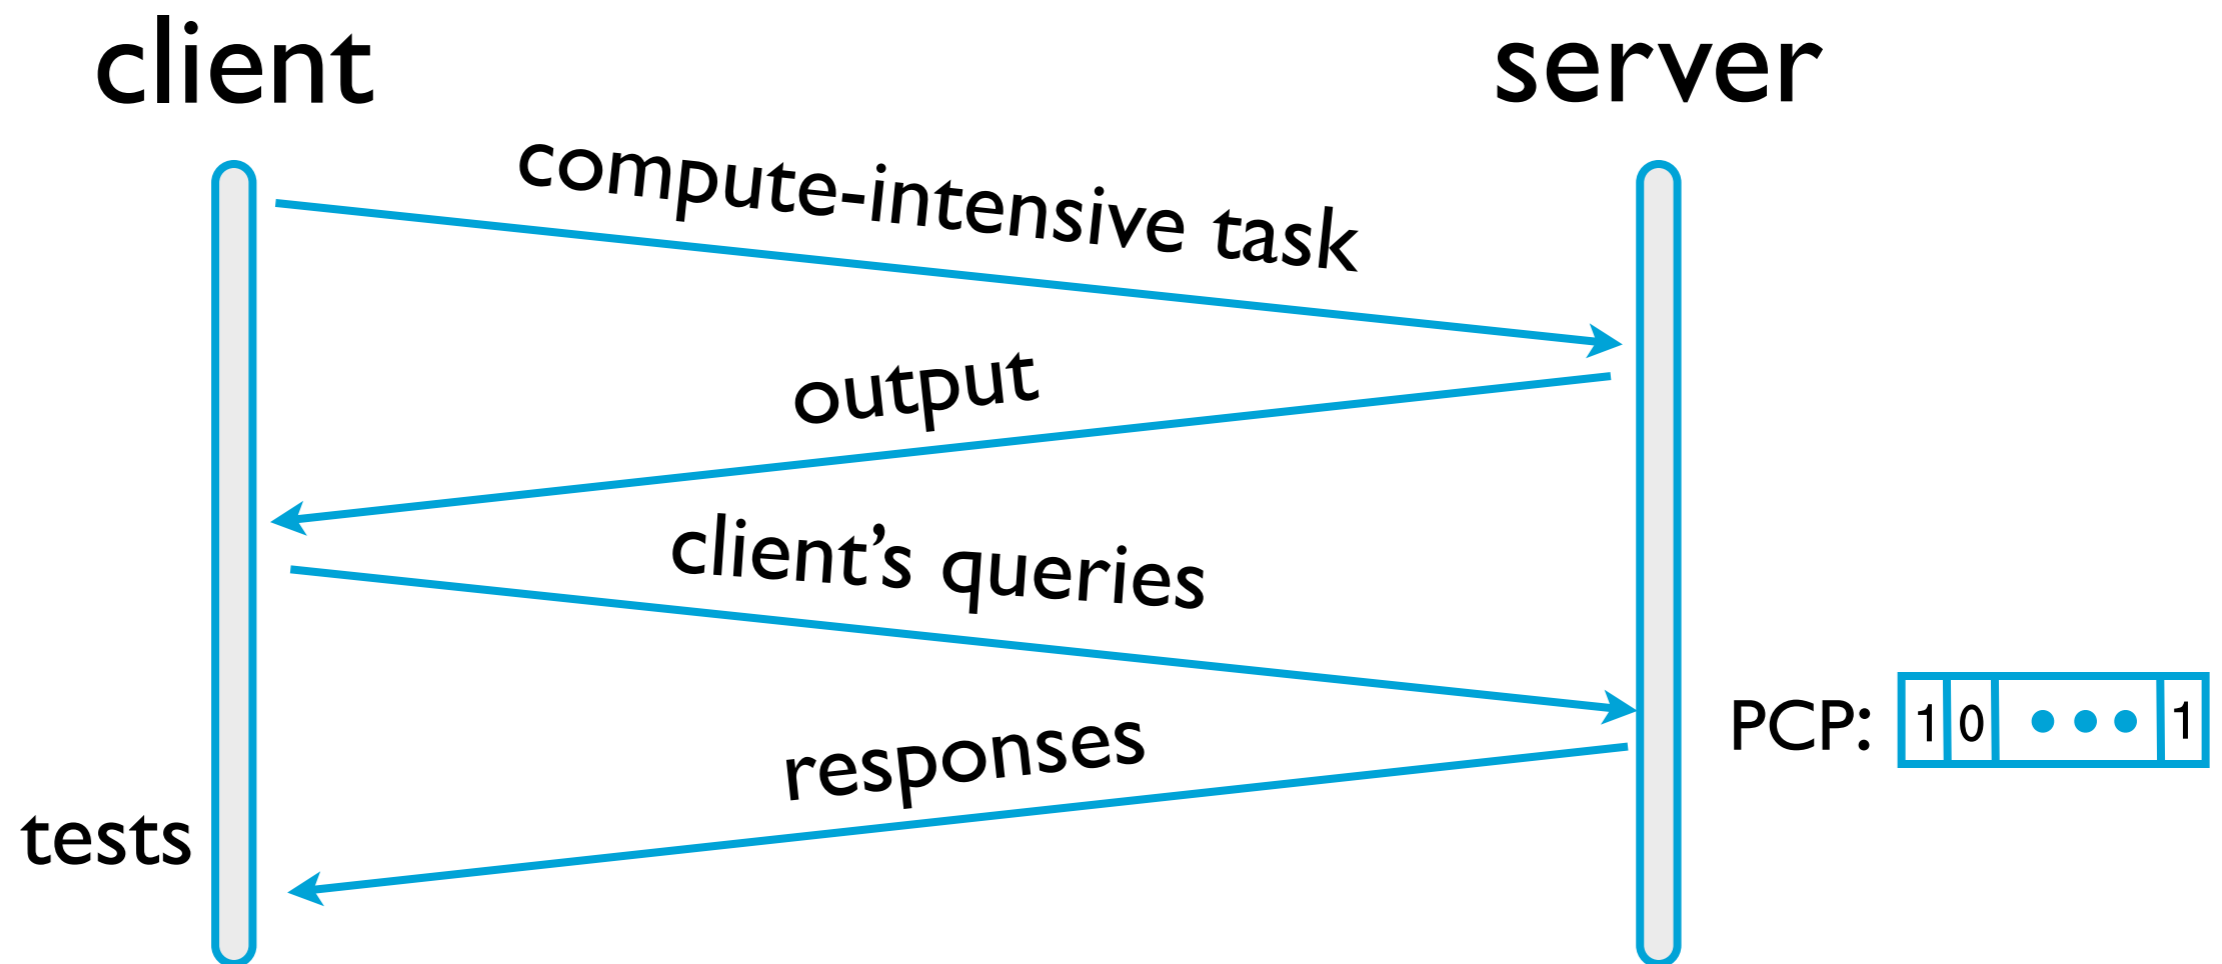 client
server
compute-intensive task
output
client’s queries
PCP: 1 0 ••• 1
responses
tests